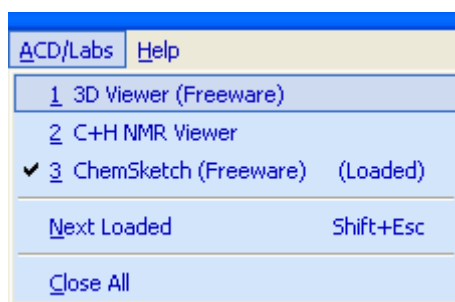 ACD/Labs Help
1 3D Viewer (Freeware)
2 C+H NMR Viewer
3 ChemSketch (Freeware) (Loaded)
Next Loaded Shift+Esc
Close All